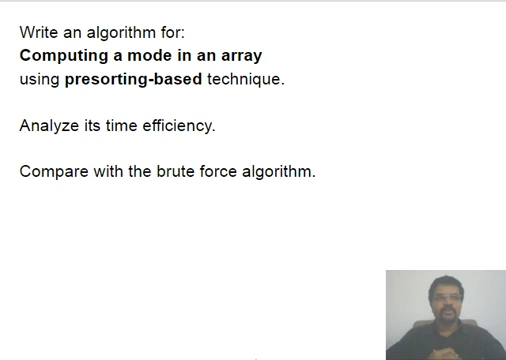 Write an algorithm for:
Computing a mode in an array
using presorting-based technique.
Analyze its time efficiency.
Compare with the brute force algorithm.